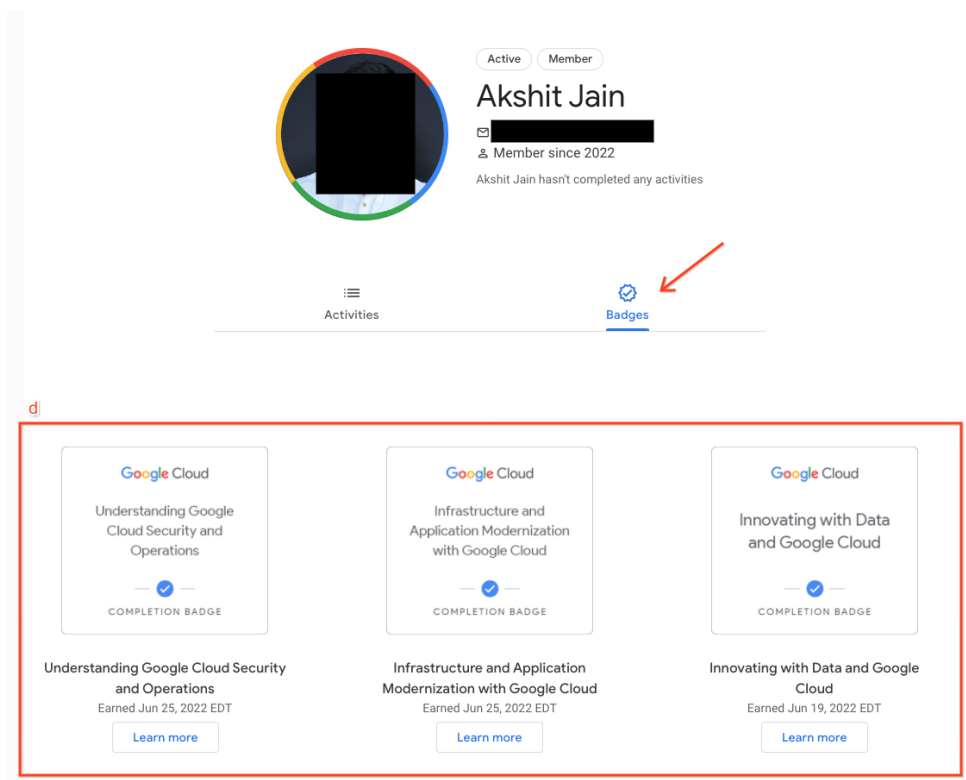 Active Member
Akshit Jain
Member since 2022
Akshit Jain hasn't completed any activities
Activities Badges
d
Google Cloud
Understanding Google
Cloud Security and
Operations
COMPLETION BADGE
Google Cloud
Infrastructure and
Application Modernization
with Google Cloud
COMPLETION BADGE
Google Cloud
Innovating with Data
and Google Cloud
COMPLETION BADGE
Understanding Google Cloud Security
and Operations
Earned Jun 25, 2022 EDT
Learn more
Infrastructure and Application
Modernization with Google Cloud
Earned Jun 25, 2022 EDT
Learn more
Innovating with Data and Google
Cloud
Earned Jun 19, 2022 EDT
Learn more